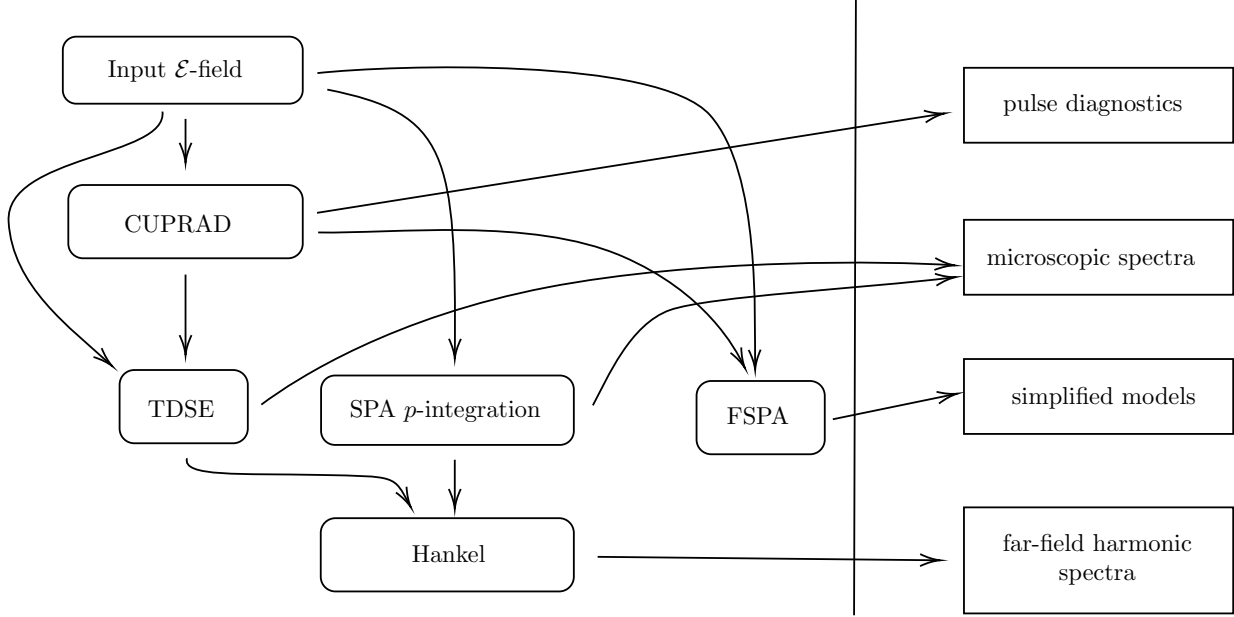 Input ℰ-field
pulse diagnostics
CUPRAD
microscopic spectra
TDSE
SPA p-integration
FSPA
simplified models
Hankel
far-field harmonic
spectra